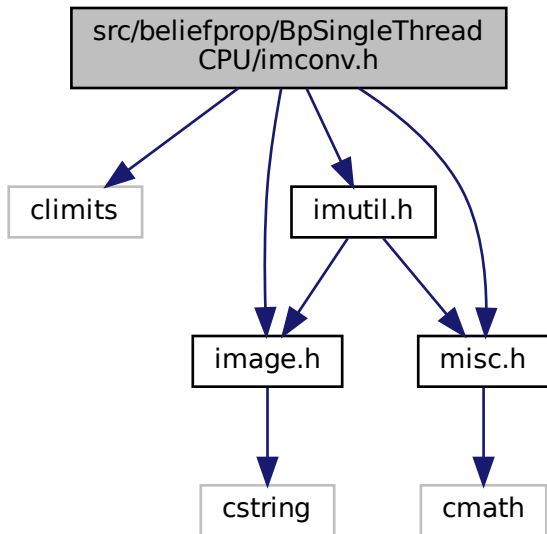 src/beliefprop/BpSingleThread
CPU/imconv.h
climits
imutil.h
image.h
misc.h
cstring
cmath